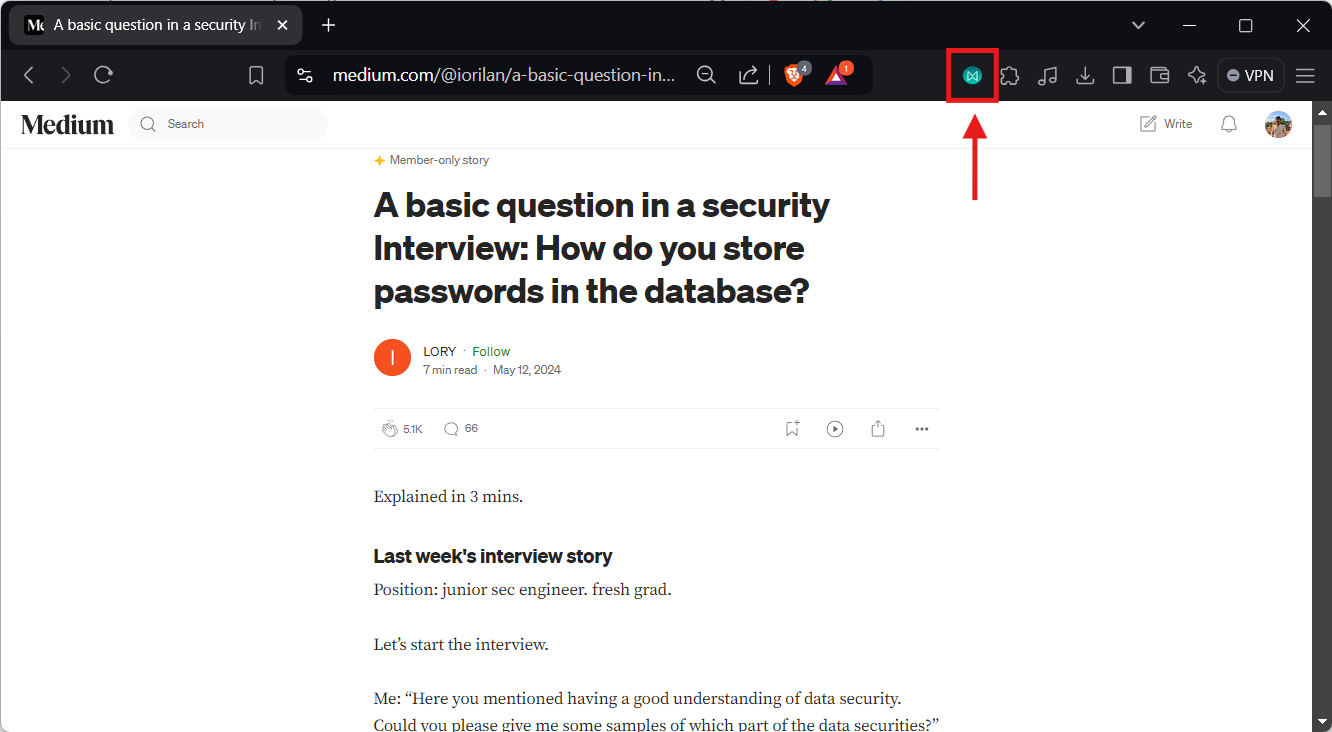 A basic question in a security In
medium.com/@iorilan/a-basic-question-in...
4
1
VPN
Medium
Search
Write
Member-only story
A basic question in a security
Interview: How do you store
passwords in the database?
I
LORY · Follow
7 min read · May 12, 2024
5.1K
66
Explained in 3 mins.
Last week's interview story
Position: junior sec engineer. fresh grad.
Let’s start the interview.
Me: “Here you mentioned having a good understanding of data security.
Could you please give me some samples of which part of the data securities?”